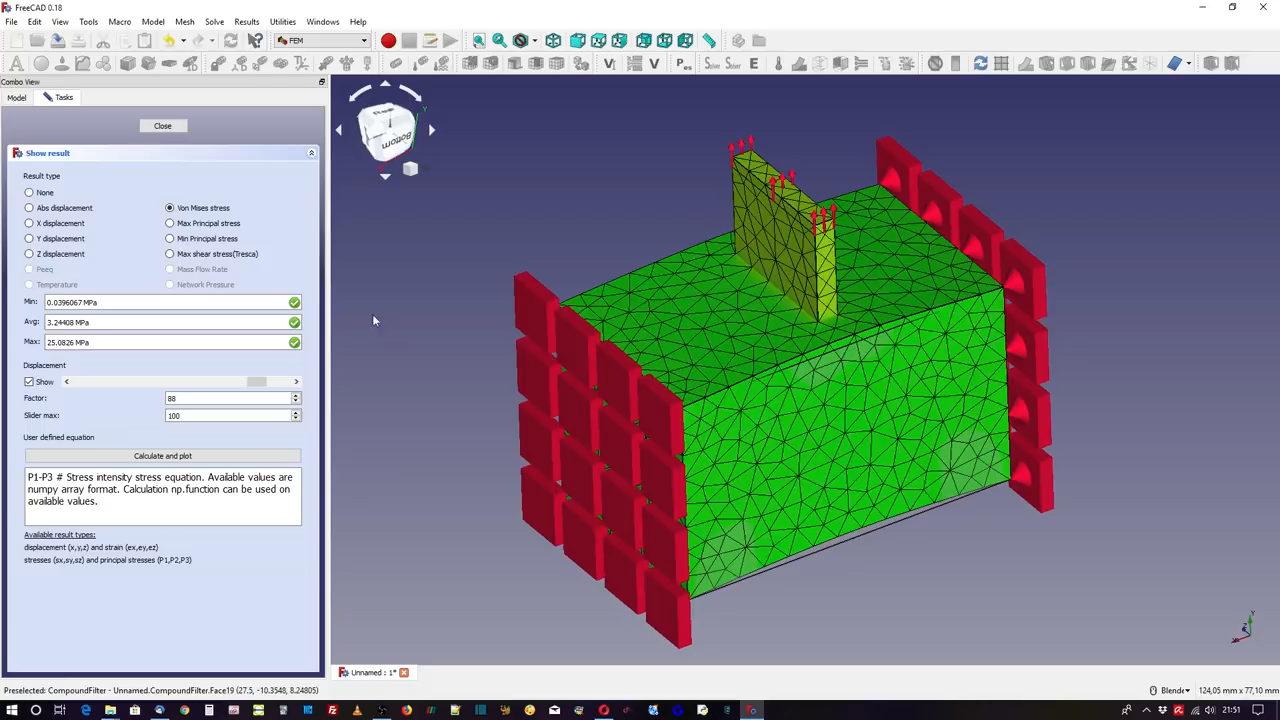 FreeCAD 0.18
File Edit View Tools Macro Model Mesh Solve Results Utilities Windows Help
FEM
Combo View
Model Tasks
Close
Show result
Result type
None
Abs displacement Von Mises stress
X displacement Max Principal stress
Y displacement Min Principal stress
Z displacement Max shear stress(Tresca)
Peeq Mass Flow Rate
Temperature Network Pressure
Min: 0.0396067 MPa
Avg: 3.24408 MPa
Max: 25.0826 MPa
Displacement
Show
Factor: 88
Slider max: 100
User defined equation
Calculate and plot
P1-P3 # Stress intensity stress equation. Available values are
numpy array format. Calculation np.function can be used on
available values.
Available result types:
displacement (x,y,z) and strain (ex,ey,ez)
stresses (sx,sy,sz) and principal stresses (P1,P2,P3)
Bottom
Y
Unnamed : 1*
Preselected: CompoundFilter - Unnamed.CompoundFilter.Face19 (27.5, -10.3548, 8.24805)
Blender
124,05 mm x 77,10 mm
21:51